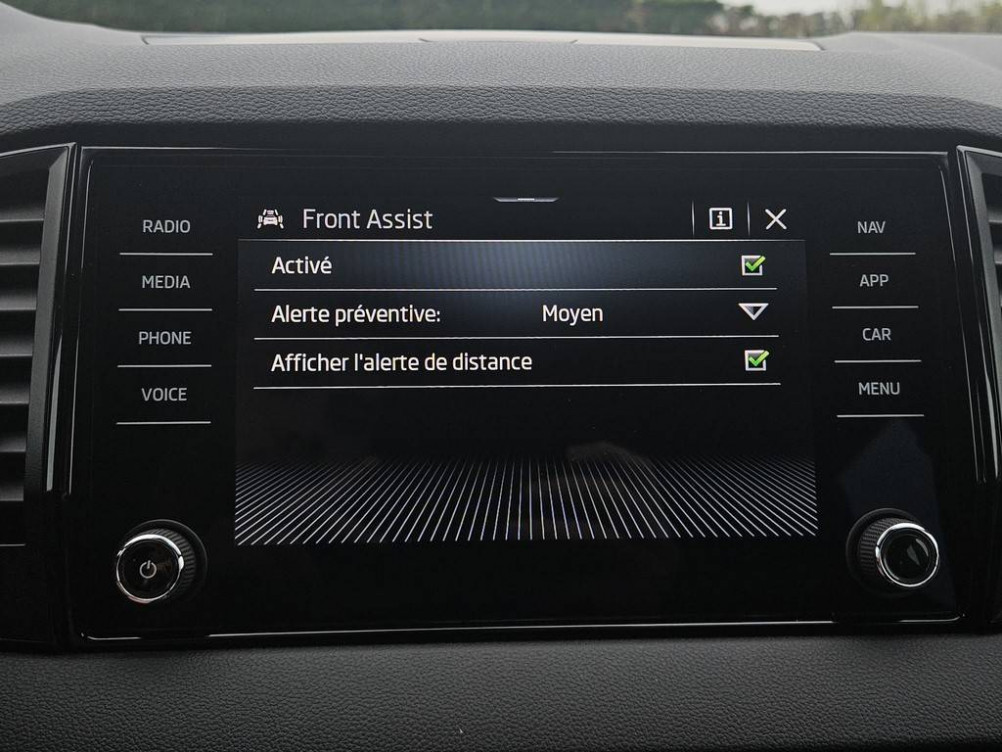 Front Assist
Activé
Alerte préventive: Moyen
Afficher l'alerte de distance
RADIO
MEDIA
PHONE
VOICE
NAV
APP
CAR
MENU